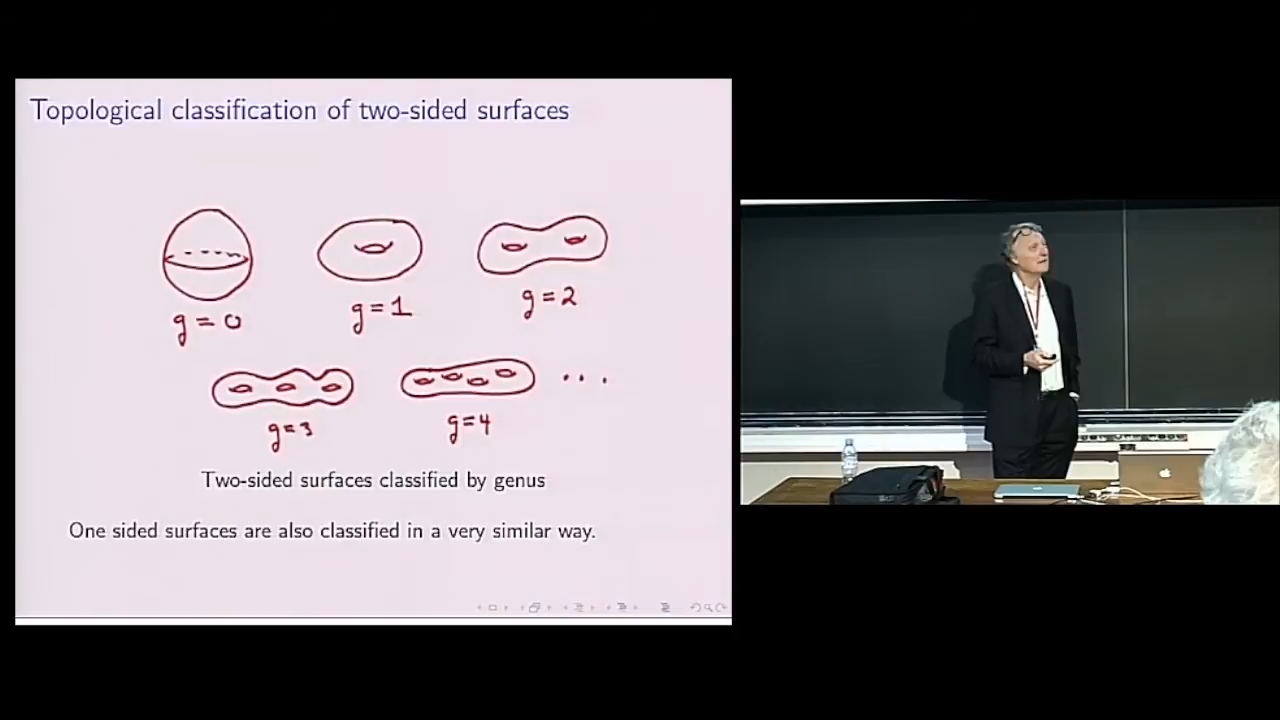 Topological classification of two-sided surfaces
g = 0
g = 1
g = 2
g = 3
g = 4
...
Two-sided surfaces classified by genus
One sided surfaces are also classified in a very similar way.